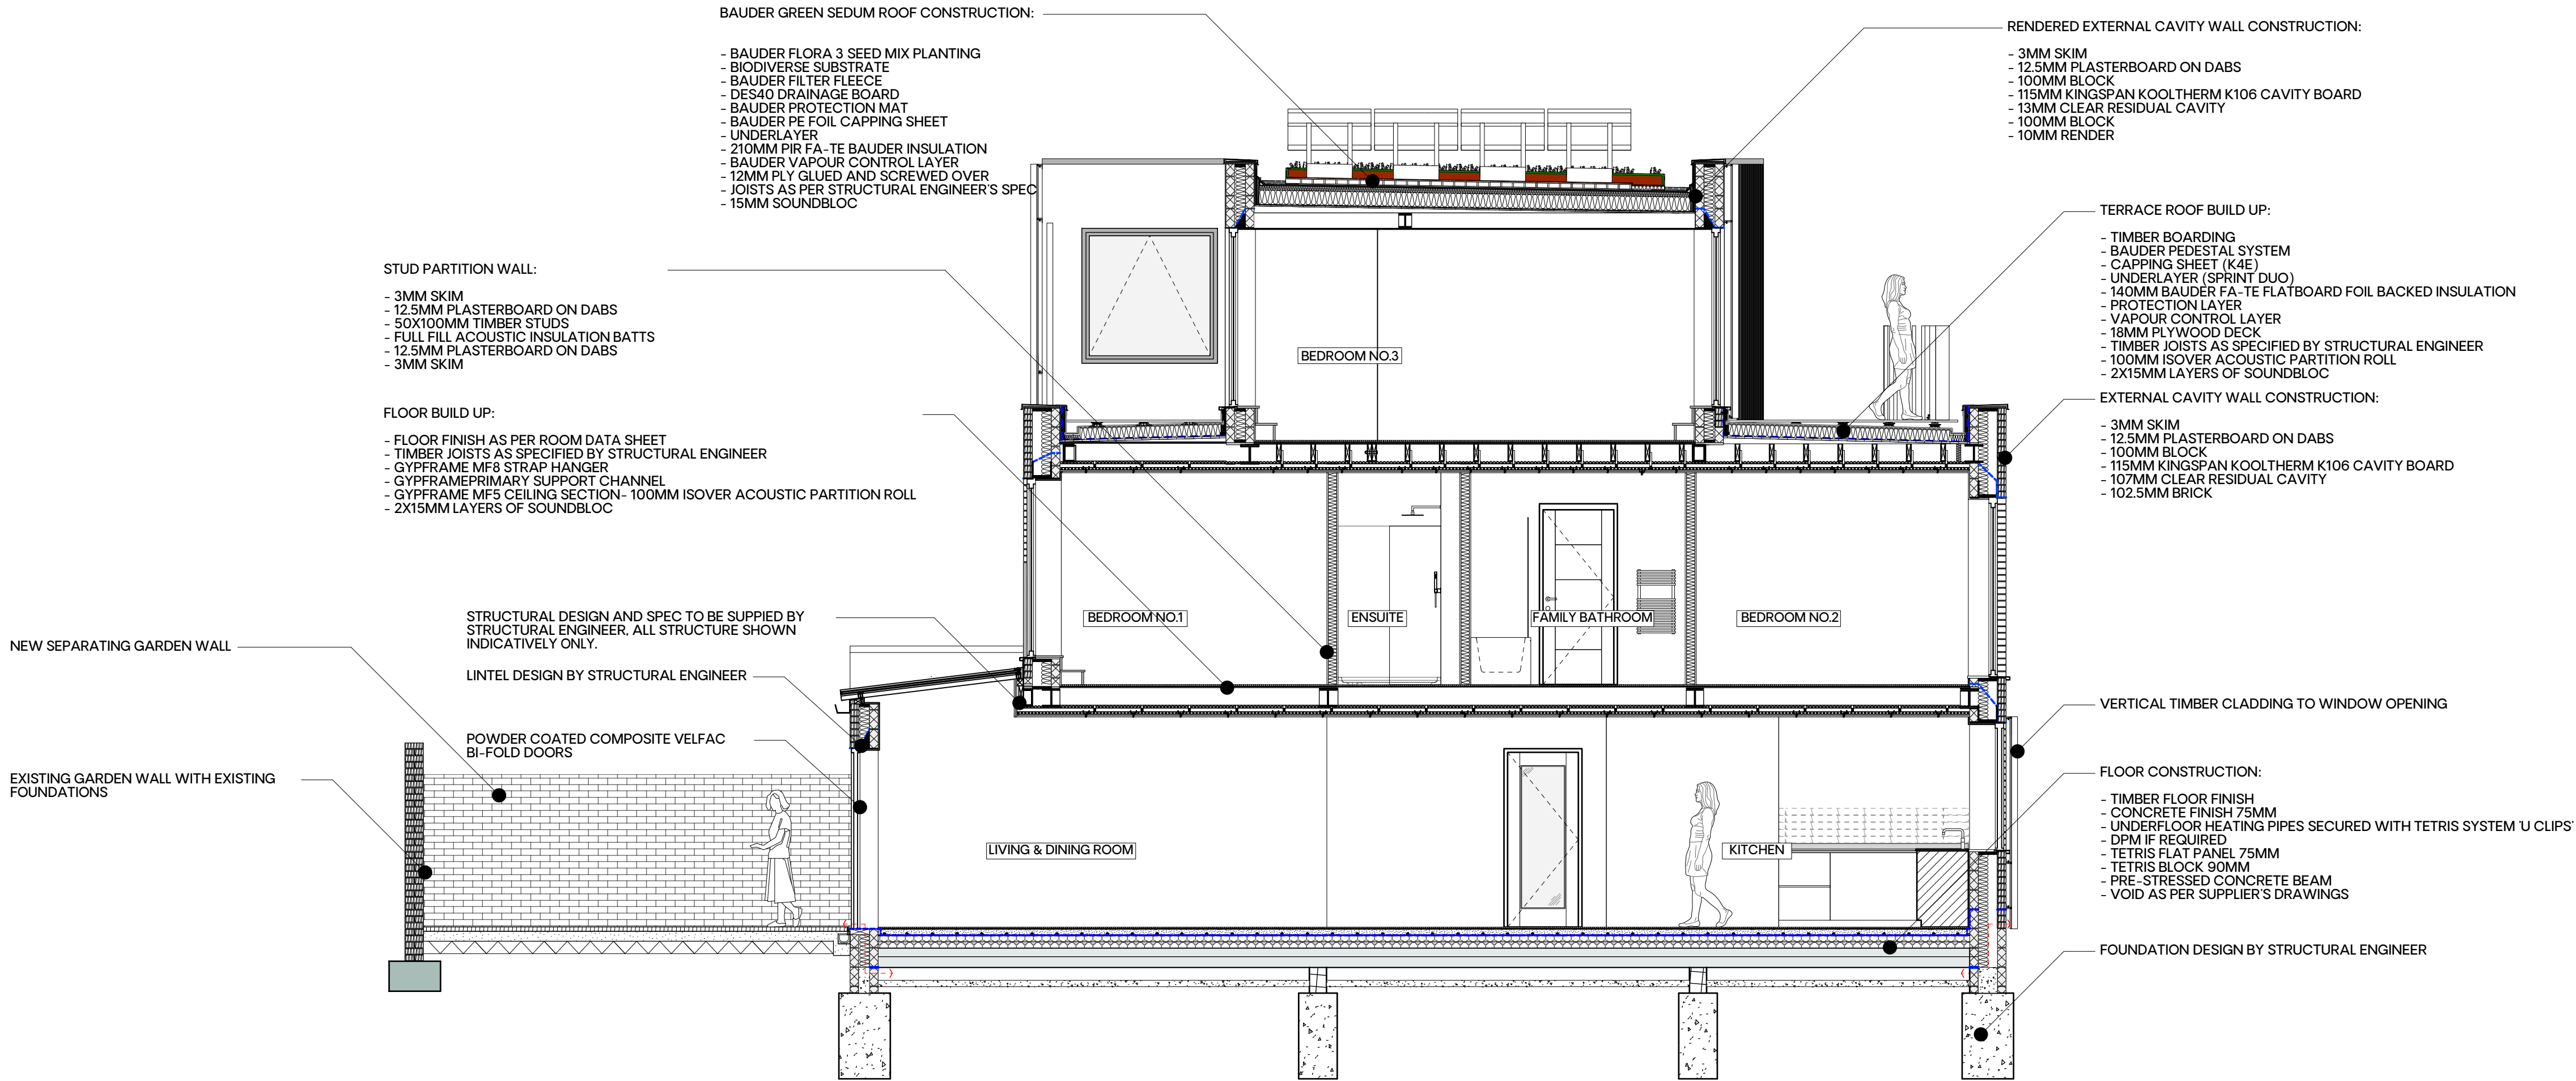 BAUDER GREEN SEDUM ROOF CONSTRUCTION:
- BAUDER FLORA 3 SEED MIX PLANTING
- BIODIVERSE SUBSTRATE
- BAUDER FILTER FLEECE
- DES40 DRAINAGE BOARD
- BAUDER PROTECTION MAT
- BAUDER PE FOIL CAPPING SHEET
- UNDERLAYER
- 210MM PIR FA-TE BAUDER INSULATION
- BAUDER VAPOUR CONTROL LAYER
- 12MM PLY GLUED AND SCREWED OVER
- JOISTS AS PER STRUCTURAL ENGINEER'S SPEC
- 15MM SOUNDBLOC
RENDERED EXTERNAL CAVITY WALL CONSTRUCTION:
- 3MM SKIM
- 12.5MM PLASTERBOARD ON DABS
- 100MM BLOCK
- 115MM KINGSPAN KOOLTHERM K106 CAVITY BOARD
- 13MM CLEAR RESIDUAL CAVITY
- 100MM BLOCK
- 10MM RENDER
TERRACE ROOF BUILD UP:
- TIMBER BOARDING
- BAUDER PEDESTAL SYSTEM
- CAPPING SHEET (K4E)
- UNDERLAYER (SPRINT DUO)
- 140MM BAUDER FA-TE FLATBOARD FOIL BACKED INSULATION
- PROTECTION LAYER
- VAPOUR CONTROL LAYER
- 18MM PLYWOOD DECK
- TIMBER JOISTS AS SPECIFIED BY STRUCTURAL ENGINEER
- 100MM ISOVER ACOUSTIC PARTITION ROLL
- 2X15MM LAYERS OF SOUNDBLOC
STUD PARTITION WALL:
- 3MM SKIM
- 12.5MM PLASTERBOARD ON DABS
- 50X100MM TIMBER STUDS
- FULL FILL ACOUSTIC INSULATION BATTS
- 12.5MM PLASTERBOARD ON DABS
- 3MM SKIM
BEDROOM NO.3
EXTERNAL CAVITY WALL CONSTRUCTION:
- 3MM SKIM
- 12.5MM PLASTERBOARD ON DABS
- 100MM BLOCK
- 115MM KINGSPAN KOOLTHERM K106 CAVITY BOARD
- 107MM CLEAR RESIDUAL CAVITY
- 102.5MM BRICK
FLOOR BUILD UP:
- FLOOR FINISH AS PER ROOM DATA SHEET
- TIMBER JOISTS AS SPECIFIED BY STRUCTURAL ENGINEER
- GYPFRAME MF8 STRAP HANGER
- GYPFRAMEPRIMARY SUPPORT CHANNEL
- GYPFRAME MF5 CEILING SECTION- 100MM ISOVER ACOUSTIC PARTITION ROLL
- 2X15MM LAYERS OF SOUNDBLOC
STRUCTURAL DESIGN AND SPEC TO BE SUPPIED BY
STRUCTURAL ENGINEER, ALL STRUCTURE SHOWN
INDICATIVELY ONLY.
BEDROOM NO.1
ENSUITE
FAMILY BATHROOM
BEDROOM NO.2
NEW SEPARATING GARDEN WALL
LINTEL DESIGN BY STRUCTURAL ENGINEER
VERTICAL TIMBER CLADDING TO WINDOW OPENING
POWDER COATED COMPOSITE VELFAC
BI-FOLD DOORS
EXISTING GARDEN WALL WITH EXISTING
FOUNDATIONS
FLOOR CONSTRUCTION:
- TIMBER FLOOR FINISH
- CONCRETE FINISH 75MM
- UNDERFLOOR HEATING PIPES SECURED WITH TETRIS SYSTEM 'U CLIPS'
- DPM IF REQUIRED
- TETRIS FLAT PANEL 75MM
- TETRIS BLOCK 90MM
- PRE-STRESSED CONCRETE BEAM
- VOID AS PER SUPPLIER'S DRAWINGS
LIVING & DINING ROOM
KITCHEN
FOUNDATION DESIGN BY STRUCTURAL ENGINEER